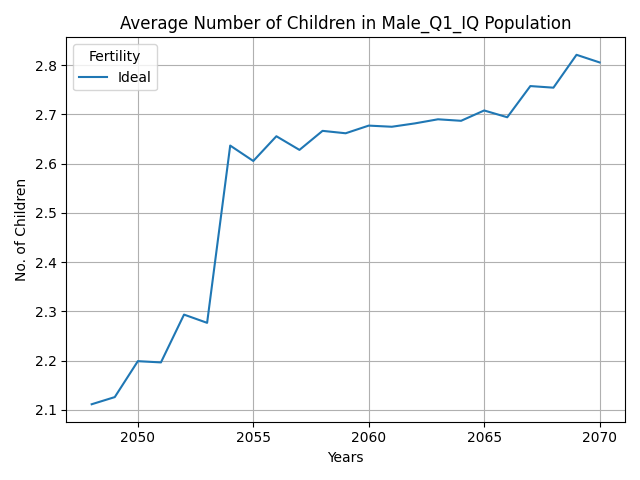 Average Number of Children in Male_Q1_IQ Population
Fertility
Ideal
No. of Children
2.8
2.7
2.6
2.5
2.4
2.3
2.2
2.1
2050 2055 2060 2065 2070
Years